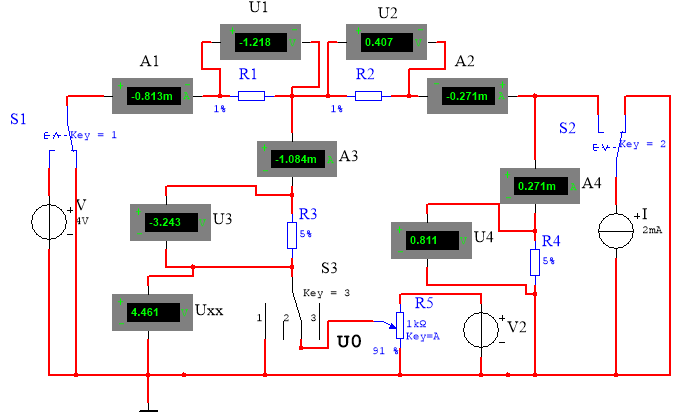 U1
U2
-1.218
0.407
A1
R1
R2
A2
-0.813m A
-0.271m
1%
1%
S1
Key = 1
S2
Key = 2
A3
-1.084m A
A4
0.271m A
V
4V
U3
-3.243 V
R3
5%
U4
0.811
R4
5%
I
2mA
S3
Key = 3
Uxx
4.461 V
1
2
3
U0
R5
1kΩ
Key=A
91 %
V2